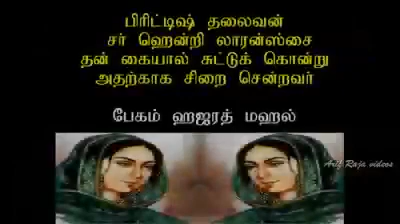 பிரிட்டிஷ் தலைவன்
சர் ஹென்றி லாரன்ஸ்சை
தன் கையால் சுட்டுக் கொன்று
அதற்காக சிறை சென்றவர்
பேகம் ஹஜரத் மஹல்
Arif Raja videos